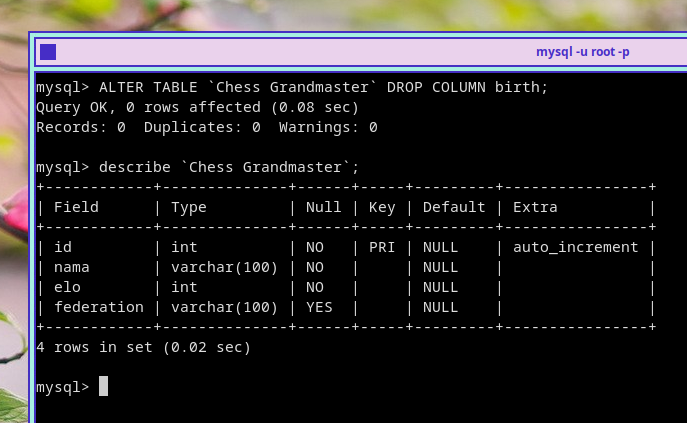 mysql -u root -p
mysql> ALTER TABLE `Chess Grandmaster` DROP COLUMN birth;
Query OK, 0 rows affected (0.08 sec)
Records: 0  Duplicates: 0  Warnings: 0
mysql> describe `Chess Grandmaster`;
+------------+--------------+------+-----+---------+----------------+
| Field      | Type         | Null | Key | Default | Extra          |
+------------+--------------+------+-----+---------+----------------+
| id         | int          | NO   | PRI | NULL    | auto_increment |
| nama       | varchar(100) | NO   |     | NULL    |                |
| elo        | int          | NO   |     | NULL    |                |
| federation | varchar(100) | YES  |     | NULL    |                |
+------------+--------------+------+-----+---------+----------------+
4 rows in set (0.02 sec)
mysql>